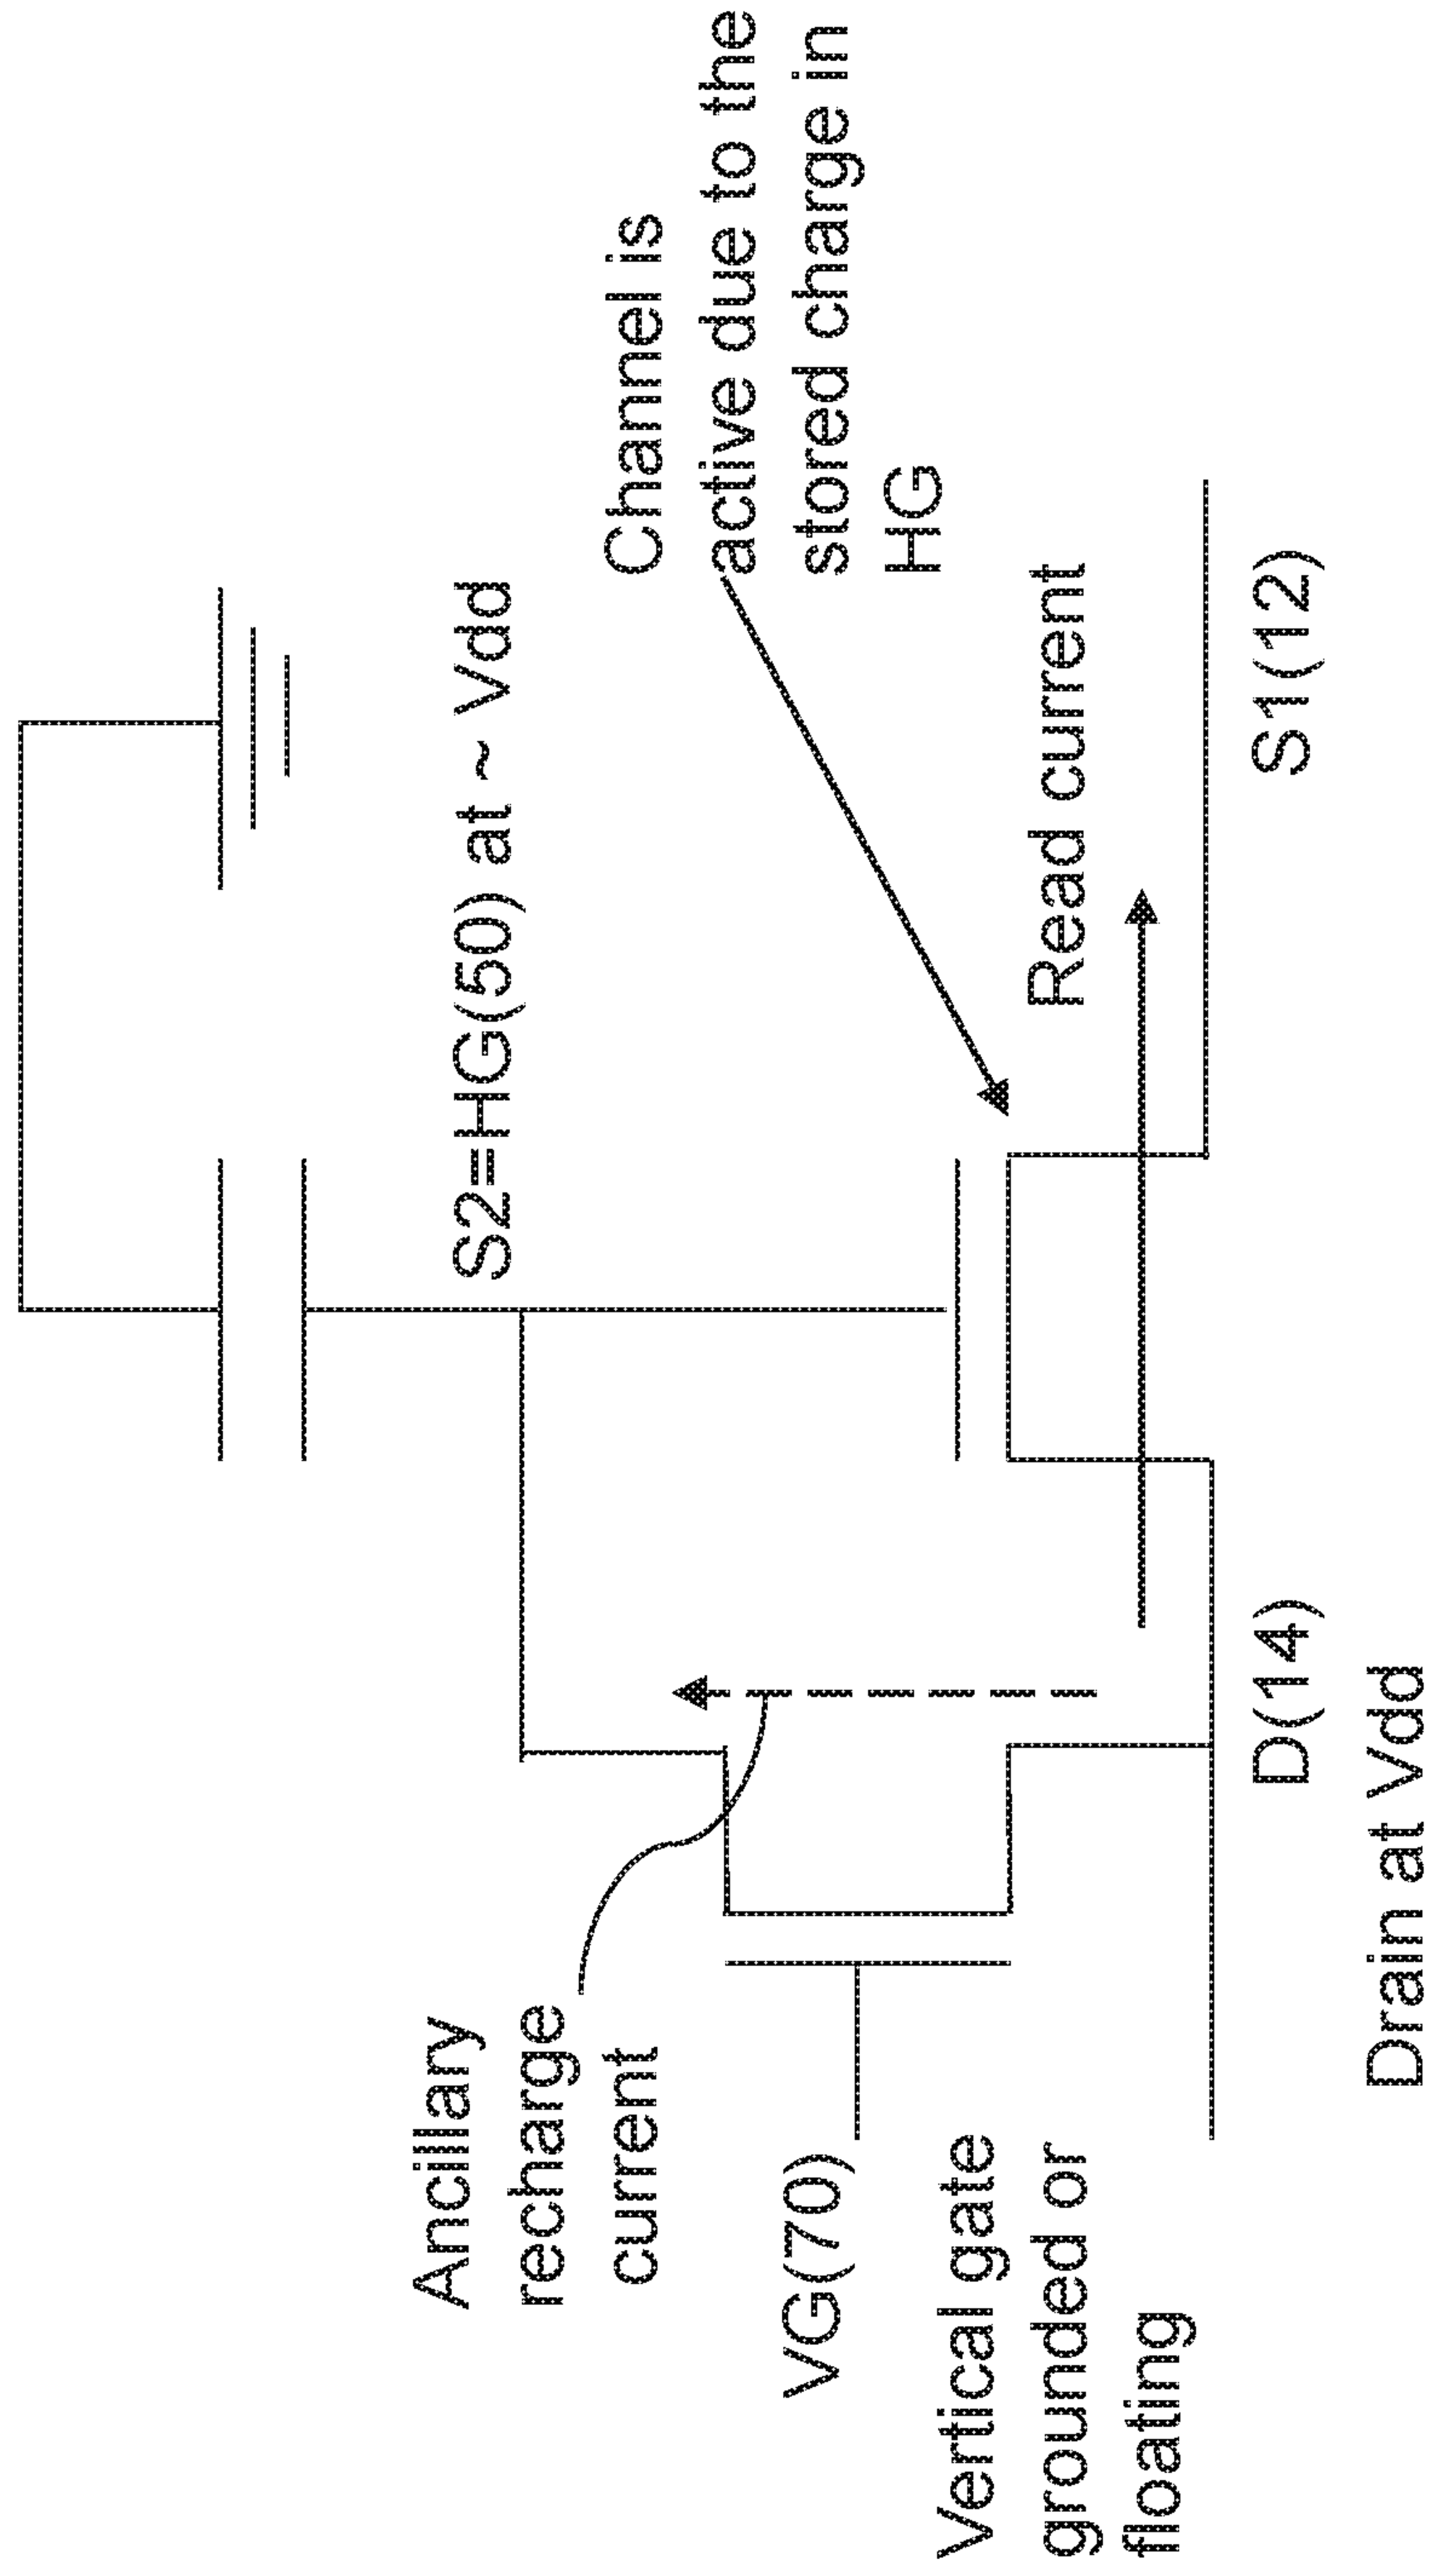 Ancillary
recharge
current
VG(70)
Vertical gate
grounded or
floating
S2=HG(50) at ~ Vdd
Channel is
active due to the
stored charge in
HG
Read current
D(14)
Drain at Vdd
S1(12)